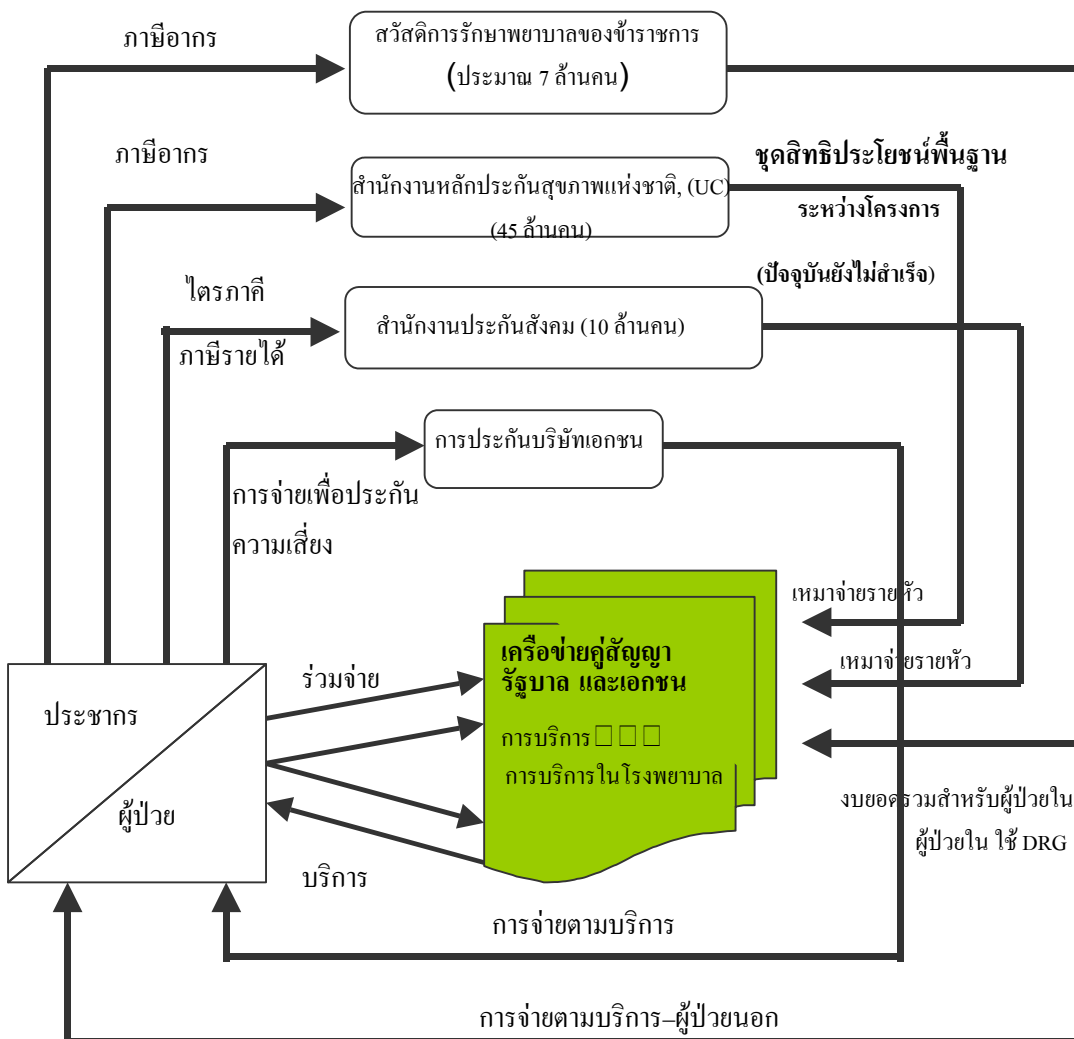 ภาษีอากร
สวัสดิการรักษาพยาบาลของข้าราชการ
(ประมาณ 7 ล้านคน)
ภาษีอากร
สำนักงานหลักประกันสุขภาพแห่งชาติ, (UC)
(45 ล้านคน)
ชุดสิทธิประโยชน์พื้นฐาน
ระหว่างโครงการ
(ปัจจุบันยังไม่สำเร็จ)
ไตรภาคี
ภาษีรายได้
สำนักงานประกันสังคม (10 ล้านคน)
การประกันบริษัทเอกชน
การจ่ายเพื่อประกัน
ความเสี่ยง
เหมาจ่ายรายหัว
เหมาจ่ายรายหัว
เครือข่ายคู่สัญญา
รัฐบาล และเอกชน
การบริการ □ □ □
การบริการในโรงพยาบาล
ร่วมจ่าย
ประชากร
ผู้ป่วย
บริการ
งบยอดรวมสำหรับผู้ป่วยใน
ผู้ป่วยใน ใช้ DRG
การจ่ายตามบริการ
การจ่ายตามบริการ–ผู้ป่วยนอก